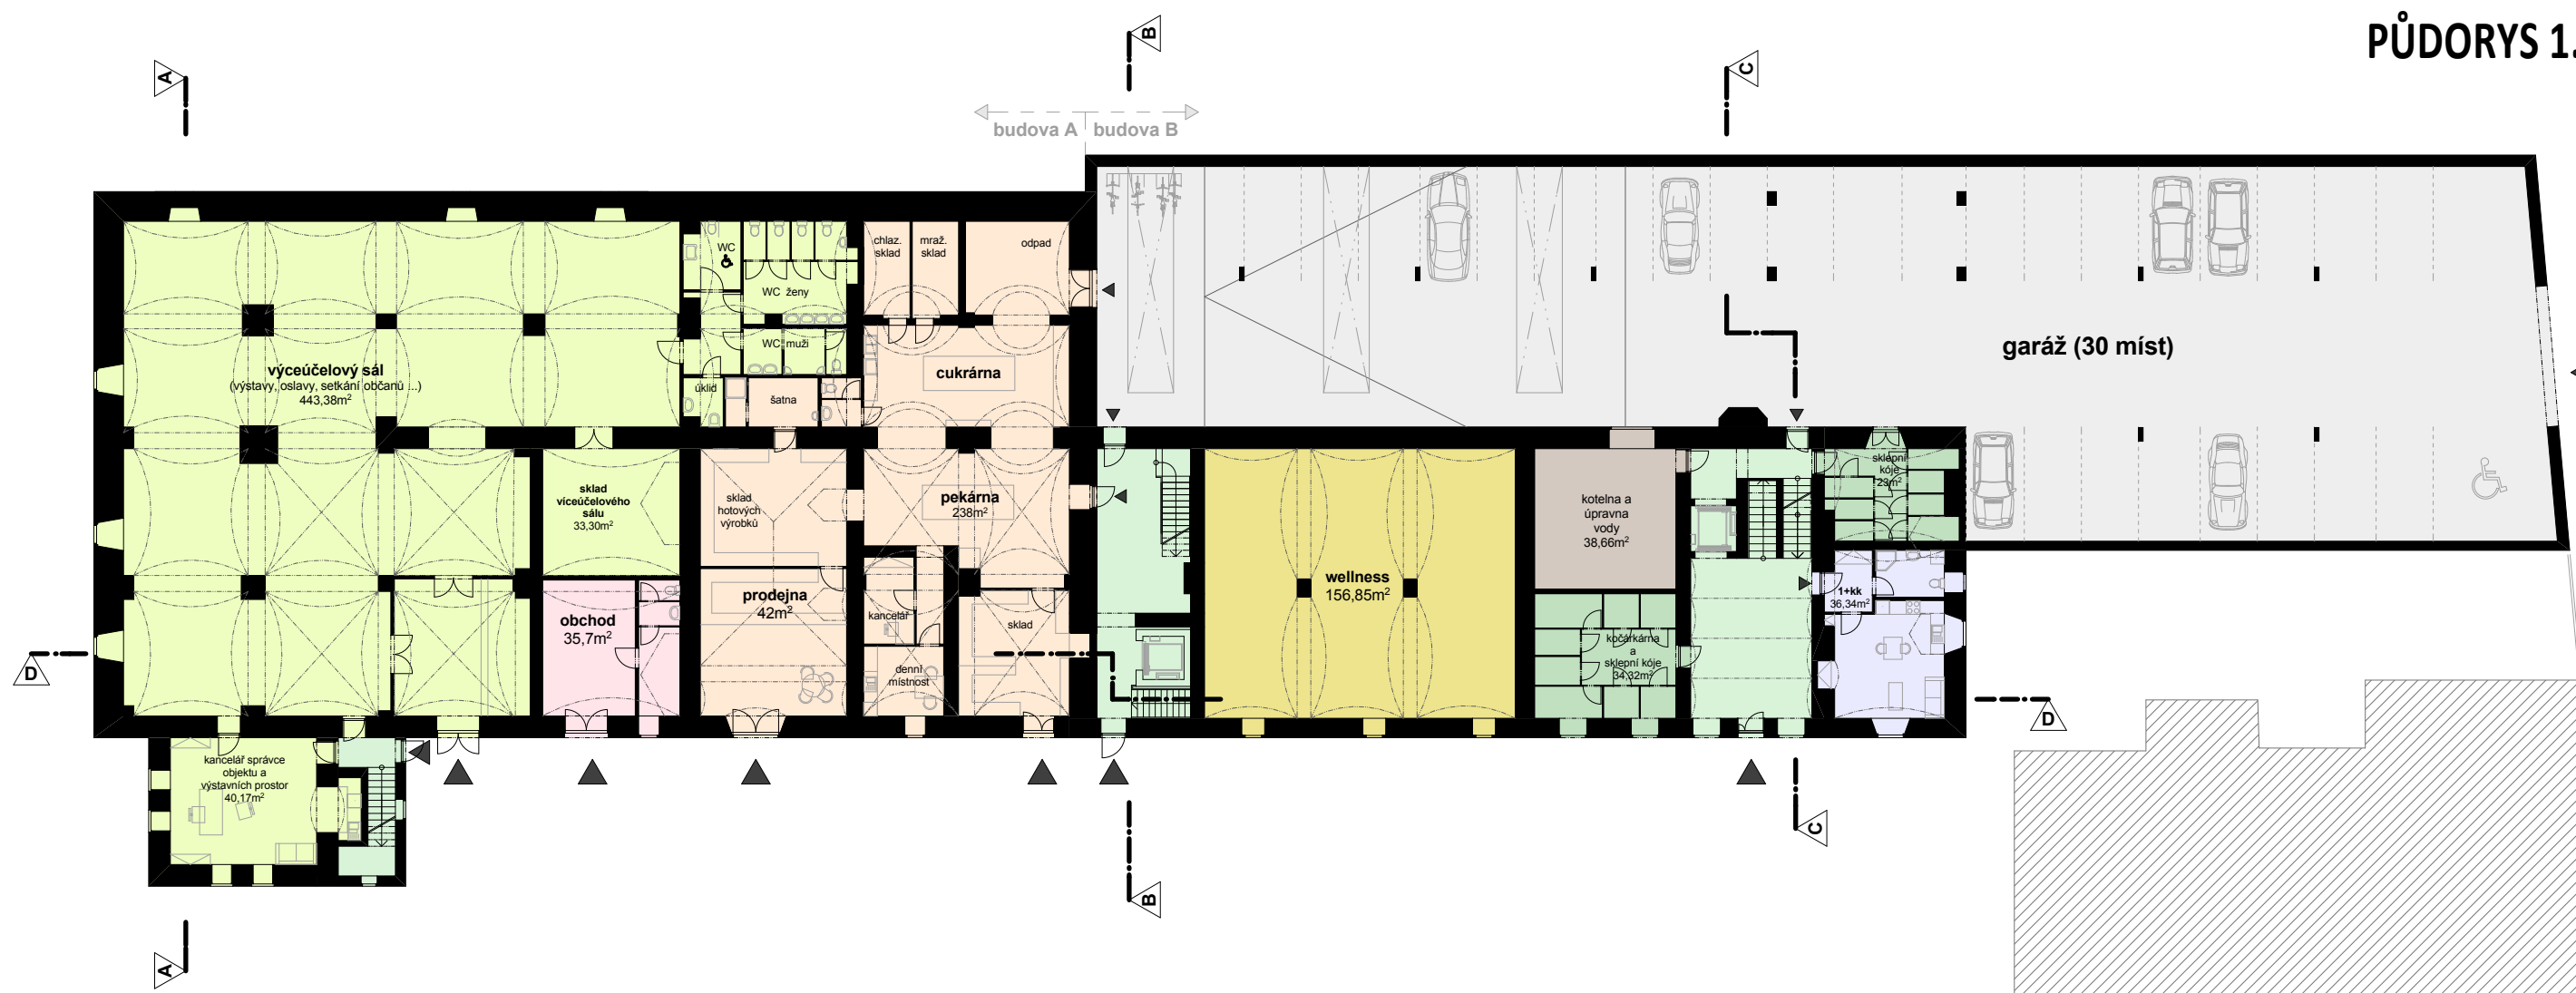 PŮDORYS 1.
A
B
C
budova A
budova B
WC
WC ženy
WC muži
úklid
šatna
chlaz.
sklad
mraž.
sklad
odpad
cukrárna
garáž (30 míst)
výceúčelový sál
(výstavy, oslavy, setkání občanů ...)
443,38m²
sklad
víceúčelového
sálu
33,30m²
sklad
hotových
výrobků
pekárna
238m²
kotelna a
úpravna
vody
38,66m²
sklepní
kóje
23m²
wellness
156,85m²
obchod
35,7m²
prodejna
42m²
kancelář
sklad
denní
místnost
kočárkárna
a
sklepní kóje
34,32m²
1+kk
36,34m²
D
D
kancelář správce
objektu a
výstavních prostor
40,17m²
C
B
A